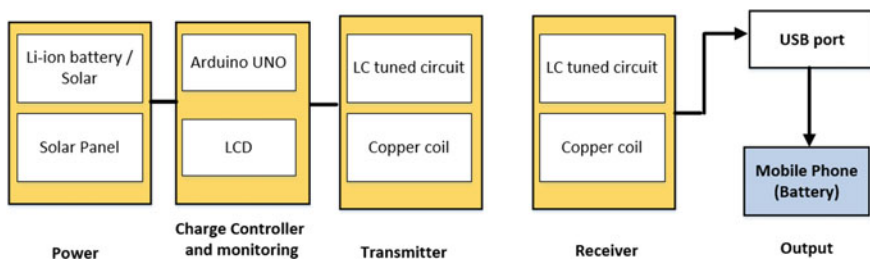 Li-ion battery /
Solar
Solar Panel
Power
Arduino UNO
LCD
Charge Controller
and monitoring
LC tuned circuit
Copper coil
Transmitter
LC tuned circuit
Copper coil
Receiver
USB port
Mobile Phone
(Battery)
Output